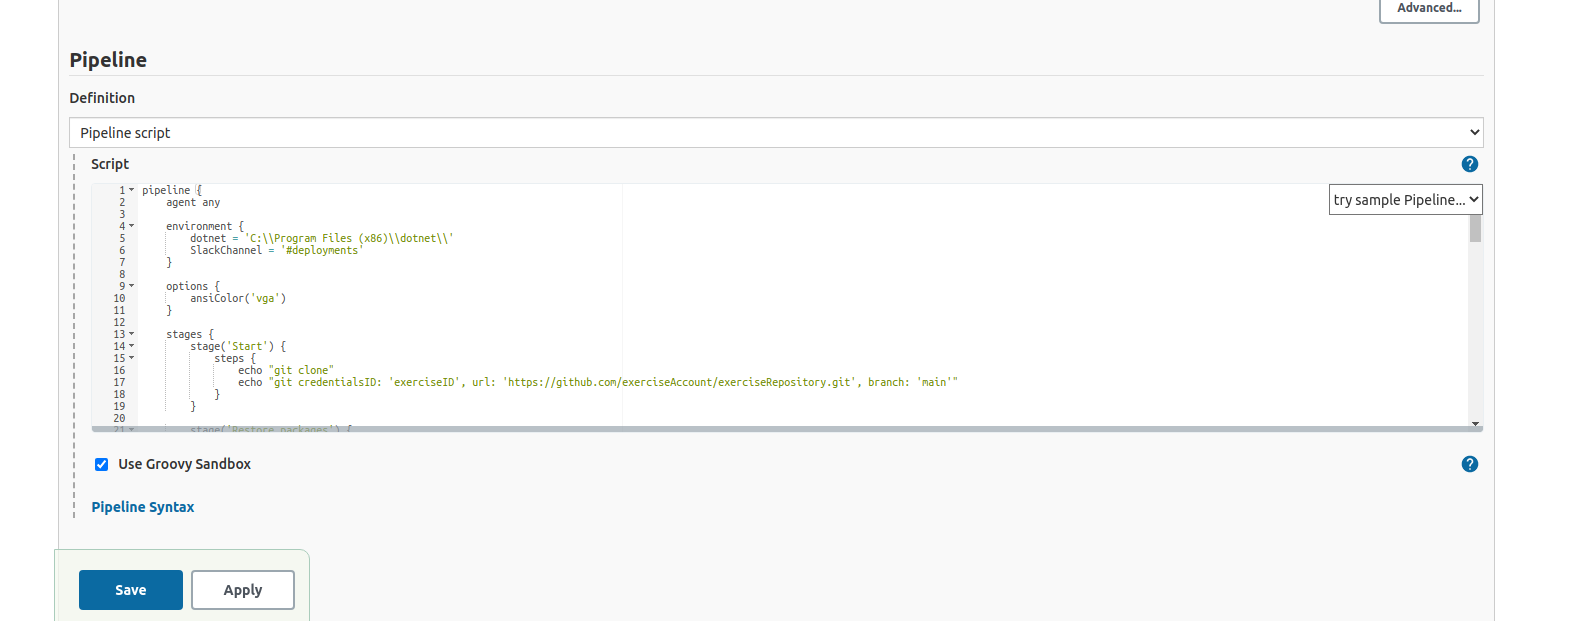 Advanced...
Pipeline
Definition
Pipeline script
Script
?
try sample Pipeline...
1 pipeline {
2     agent any
3
4     environment {
5         dotnet = 'C:\\Program Files (x86)\\dotnet\\'
6         SlackChannel = '#deployments'
7     }
8
9     options {
10         ansiColor('vga')
11     }
12
13     stages {
14         stage('Start') {
15             steps {
16                 echo "git clone"
17                 echo "git credentialsID: 'exerciseID', url: 'https://github.com/exerciseAccount/exerciseRepository.git', branch: 'main'"
18             }
19         }
20
21         stage('Restore packages') {
Use Groovy Sandbox
?
Pipeline Syntax
Save Apply